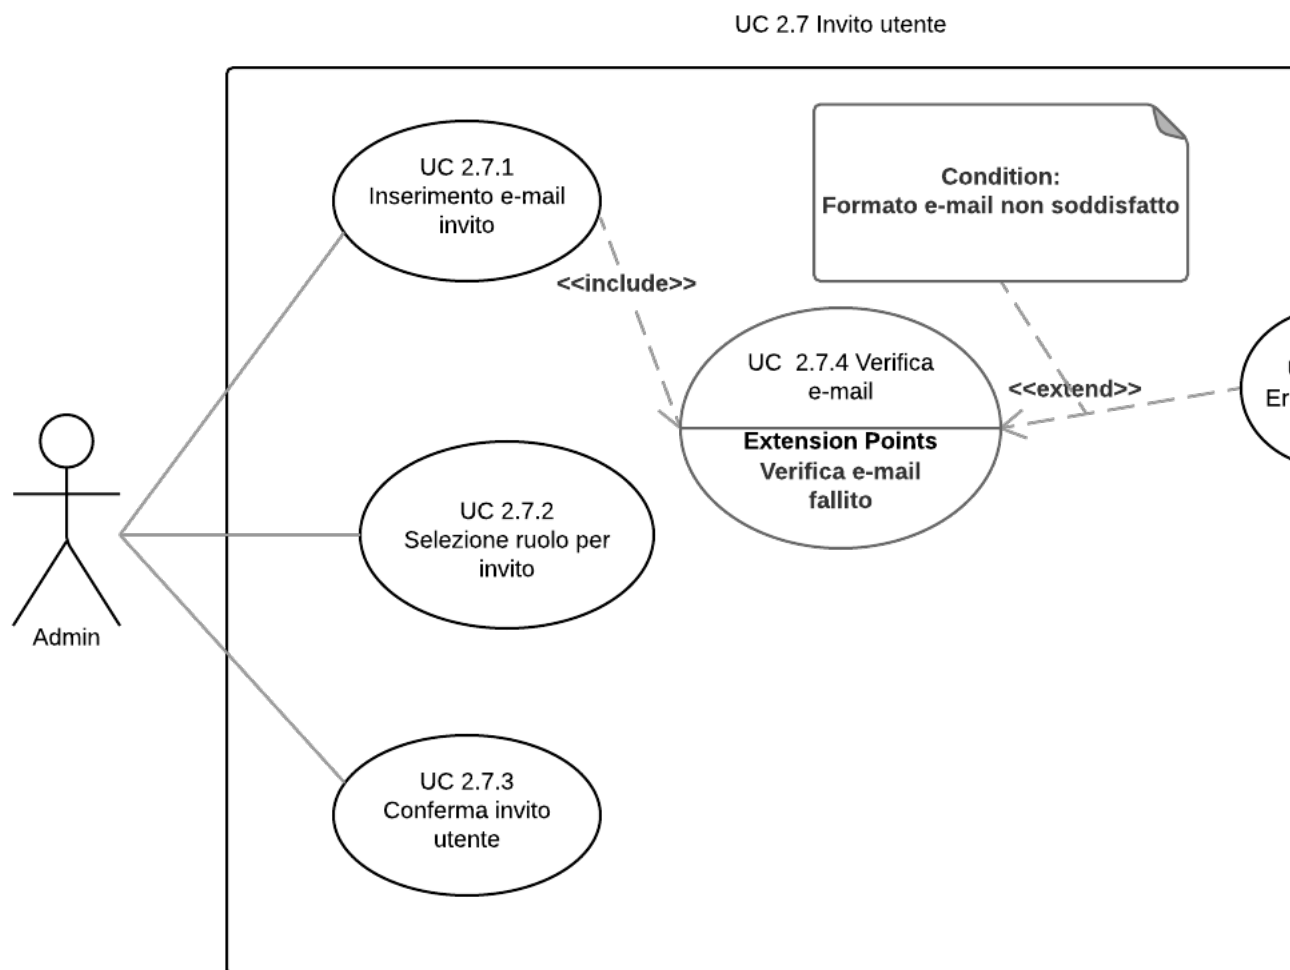 UC 2.7 Invito utente
UC 2.7.1
Inserimento e-mail
invito
Condition:
Formato e-mail non soddisfatto
<<include>>
UC 2.7.4 Verifica
e-mail
<<extend>>
Extension Points
Verifica e-mail
fallito
UC 2.7.2
Selezione ruolo per
invito
Admin
UC 2.7.3
Conferma invito
utente